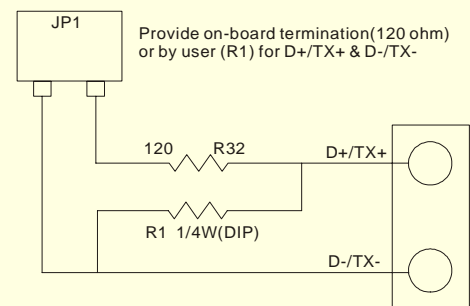 JP1
Provide on-board termination(120 ohm)
or by user (R1) for D+/TX+ & D-/TX-
120 R32
D+/TX+
R1 1/4W(DIP)
D-/TX-